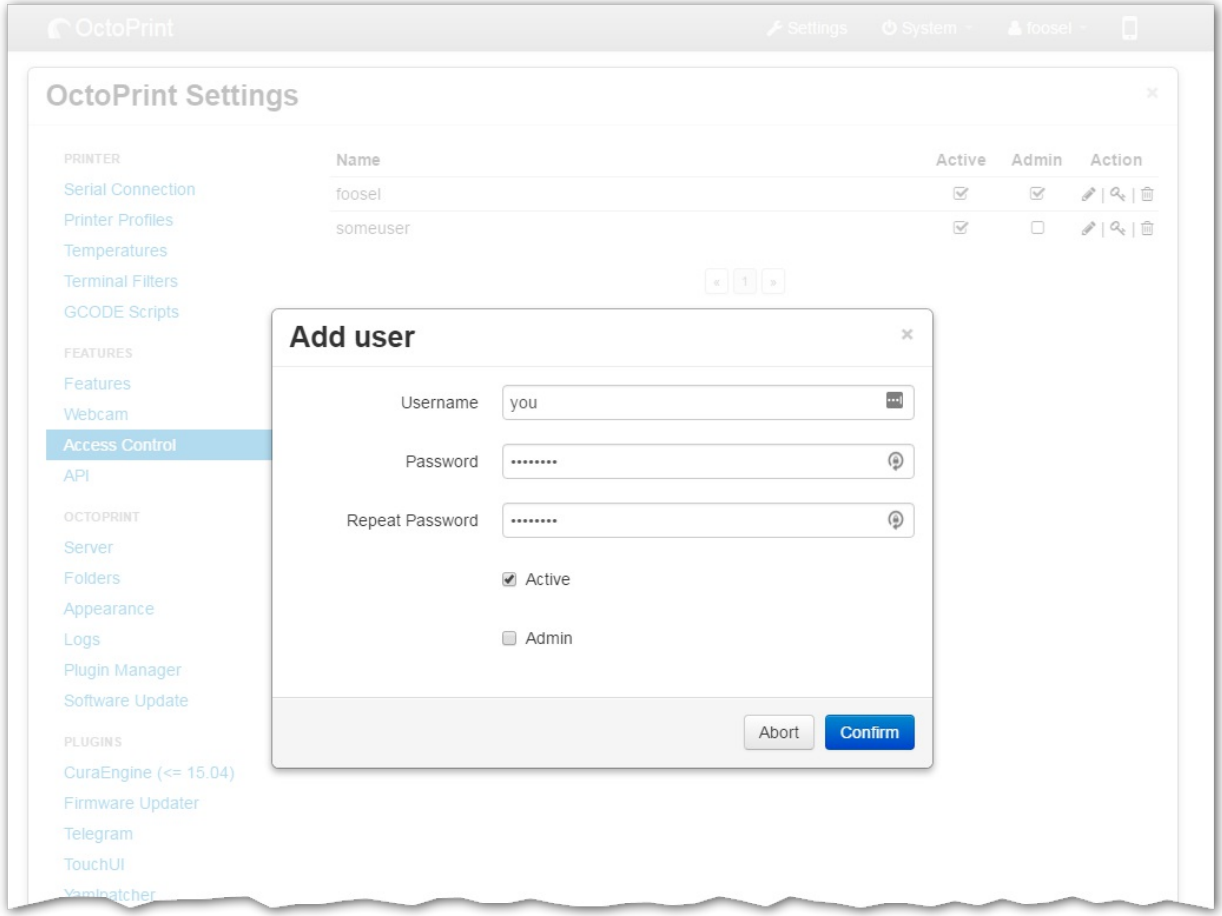 OctoPrint
Settings
System
foosel
OctoPrint Settings
×
PRINTER
Serial Connection
Printer Profiles
Temperatures
Terminal Filters
GCODE Scripts
FEATURES
Features
Webcam
Access Control
API
OCTOPRINT
Server
Folders
Appearance
Logs
Plugin Manager
Software Update
PLUGINS
CuraEngine (<= 15.04)
Firmware Updater
Telegram
TouchUI
Yamlpatcher
Name Active Admin Action
foosel | |
someuser | |
« 1 »
Add user ×
Username you
Password ••••••••
Repeat Password ••••••••
Active
Admin
Abort Confirm